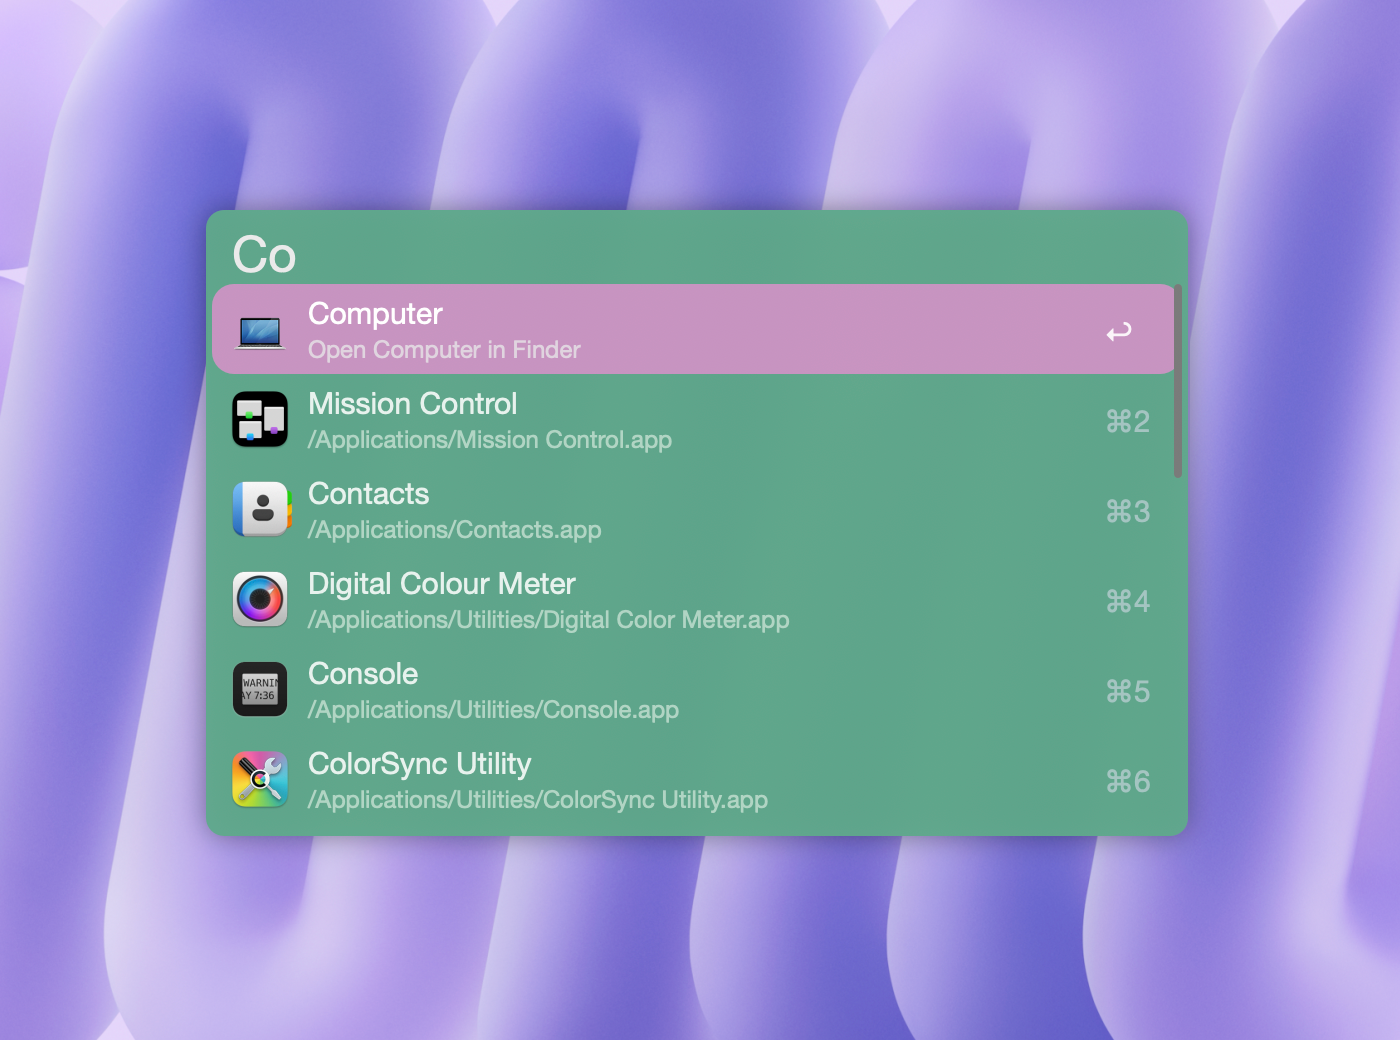 Co
Computer
Open Computer in Finder
↩
Mission Control
/Applications/Mission Control.app
⌘2
Contacts
/Applications/Contacts.app
⌘3
Digital Colour Meter
/Applications/Utilities/Digital Color Meter.app
⌘4
WARNIN
AY 7:36
Console
/Applications/Utilities/Console.app
⌘5
ColorSync Utility
/Applications/Utilities/ColorSync Utility.app
⌘6